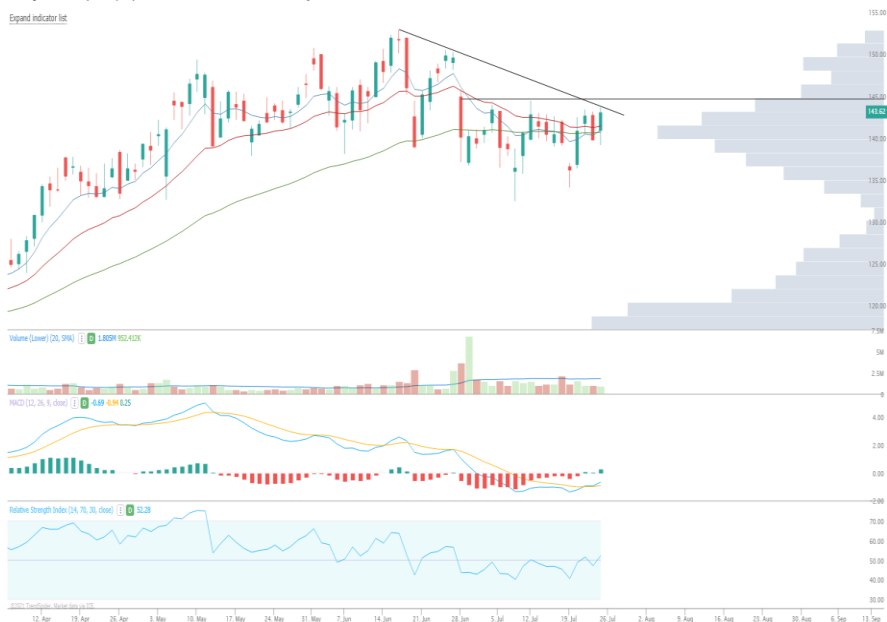 Expand indicator list
155.00
150.00
145.00
143.62
140.00
135.00
130.00
125.00
120.00
Volume (Lower) (20, SMA) D 1.805M 952.412K
7.5M
5M
2.5M
0
MACD (12, 26, 9, close) D -0.69 -0.94 0.25
4.00
2.00
0.00
-2.00
Relative Strength Index (14, 70, 30, close) D 52.28
70.00
60.00
50.00
40.00
30.00
©2021 TrendSpider. Market data via IEX
12. Apr 19. Apr 26. Apr 3. May 10. May 17. May 24. May 31. May 7. Jun 14. Jun 21. Jun 28. Jun 5. Jul 12. Jul 19. Jul 26. Jul 2. Aug 9. Aug 16. Aug 23. Aug 30. Aug 6. Sep 13. Sep